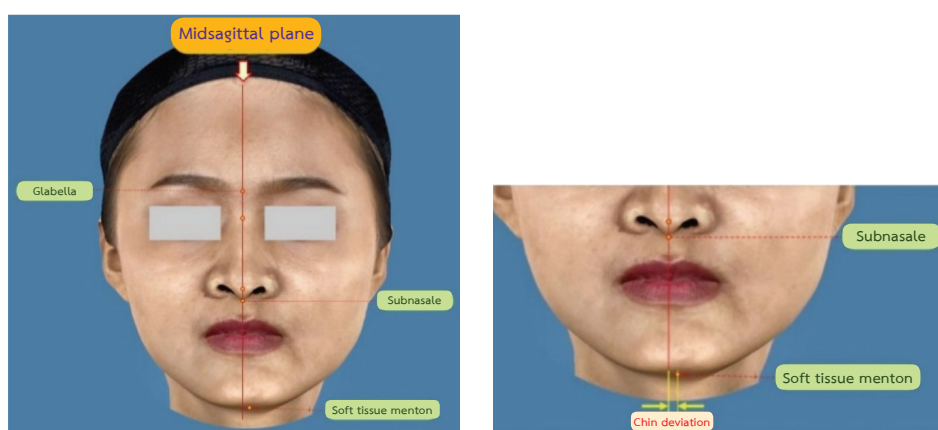 Midsagittal plane
Glabella
Subnasale
Soft tissue menton
Subnasale
Soft tissue menton
Chin deviation